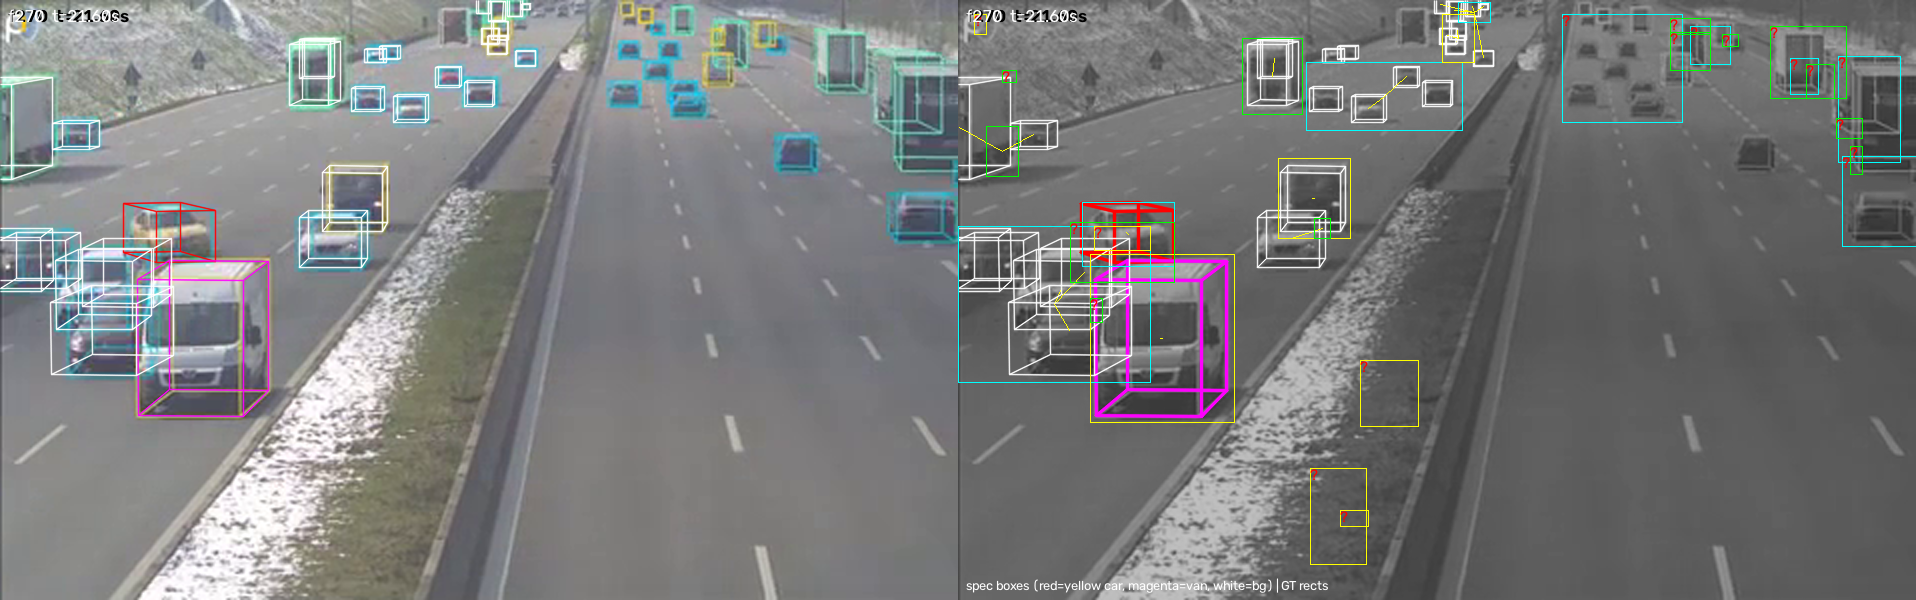 f270 t=21.60s
f270 t=21.60s
spec boxes (red=yellow car, magenta=van, white=bg) | GT rects